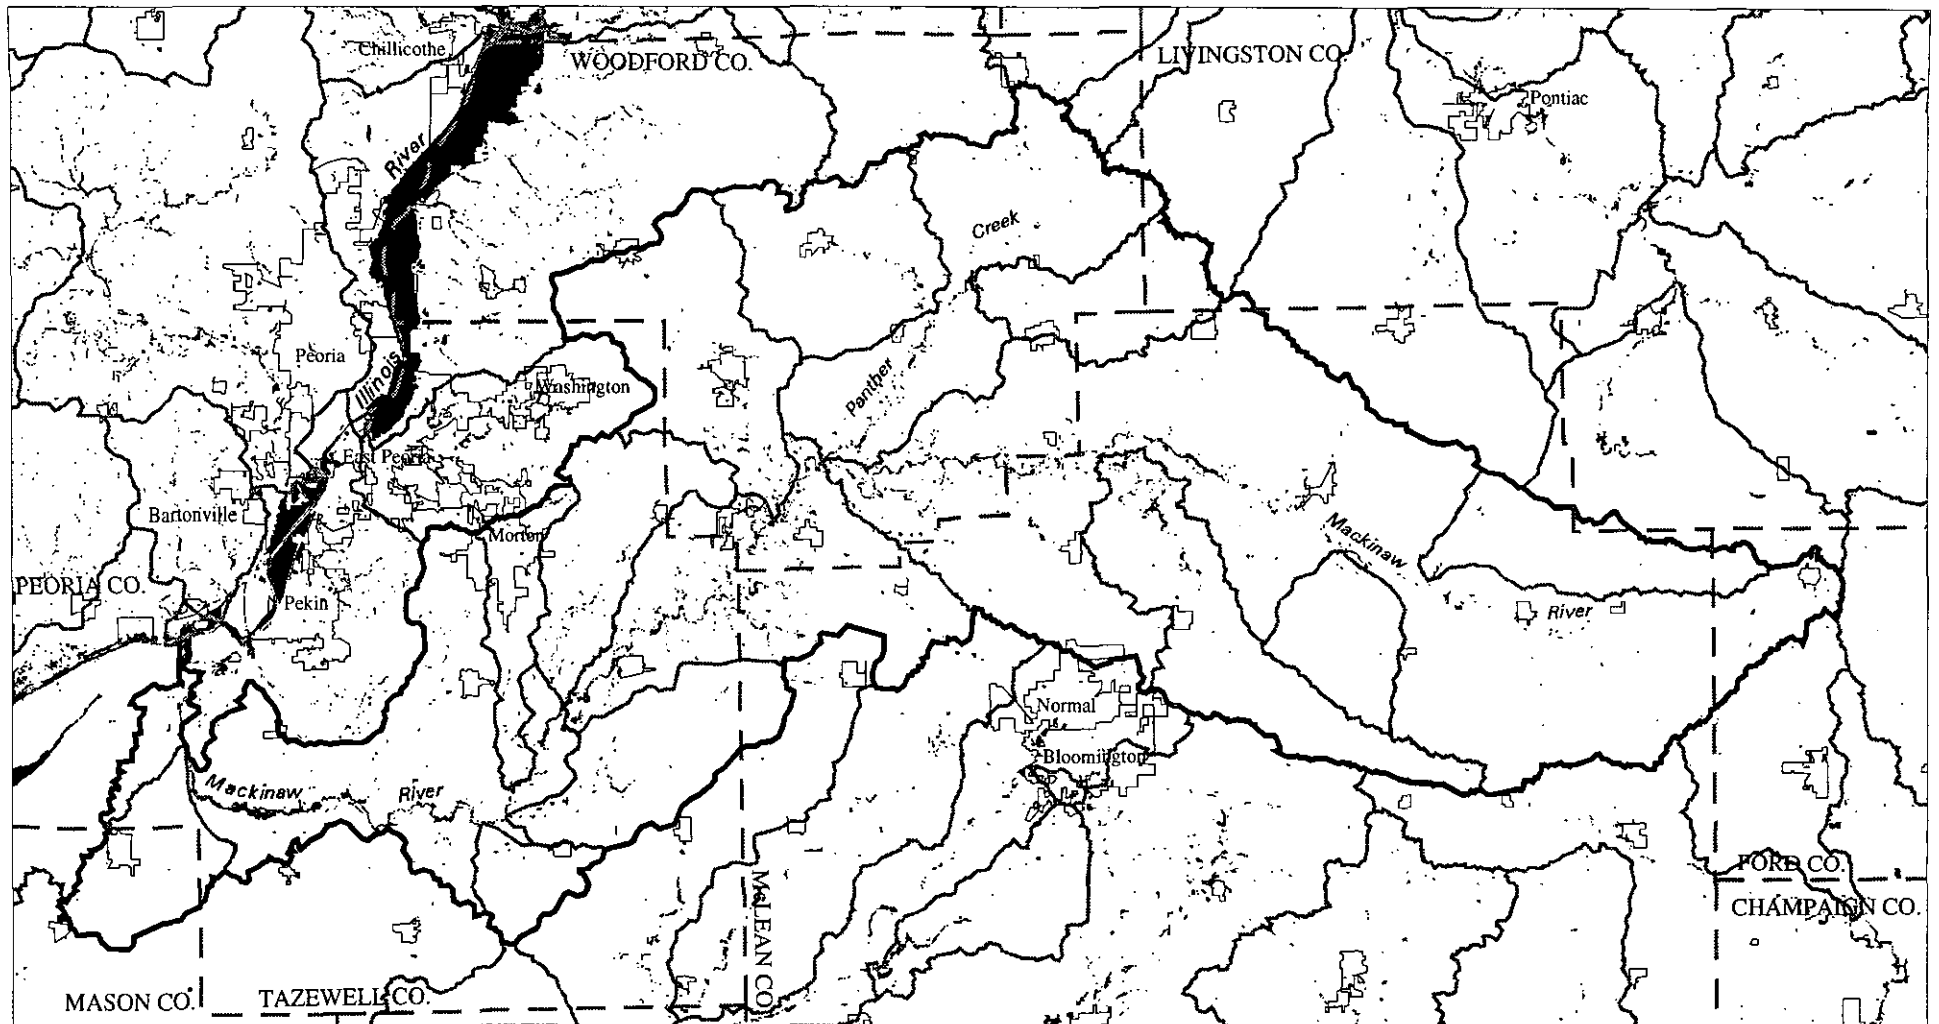 Chillicothe
WOODFORD CO.
LIVINGSTON CO.
Pontiac
River
Creek
Peoria
Illinois
Washington
Panther
East Peoria
Bartonville
Morton
Mackinaw
PEORIA CO.
Pekin
River
Normal
Bloomington
Mackinaw
River
FORD CO.
McLEAN CO.
CHAMPAIGN CO.
MASON CO.
TAZEWELL CO.